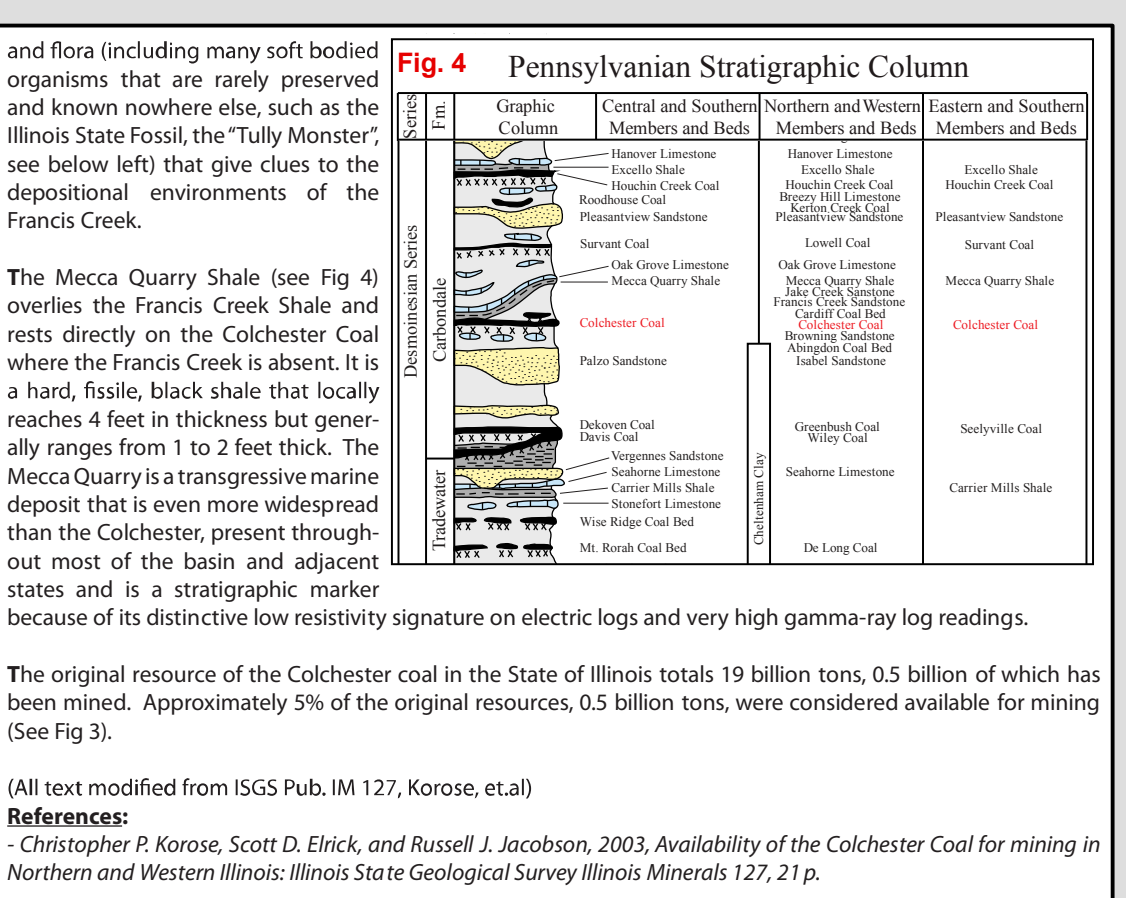 and flora (including many soft bodied
organisms that are rarely preserved
and known nowhere else, such as the
Illinois State Fossil, the “Tully Monster”,
see below left) that give clues to the
depositional environments of the
Francis Creek.
The Mecca Quarry Shale (see Fig 4)
overlies the Francis Creek Shale and
rests directly on the Colchester Coal
where the Francis Creek is absent. It is
a hard, fissile, black shale that locally
reaches 4 feet in thickness but gener-
ally ranges from 1 to 2 feet thick. The
Mecca Quarry is a transgressive marine
deposit that is even more widespread
than the Colchester, present through-
out most of the basin and adjacent
states and is a stratigraphic marker
because of its distinctive low resistivity signature on electric logs and very high gamma-ray log readings.
Fig. 4
Pennsylvanian Stratigraphic Column
Series
Fm.
Graphic
Column
Central and Southern
Members and Beds
Northern and Western
Members and Beds
Eastern and Southern
Members and Beds
Desmoinesian Series
Carbondale
Tradewater
Hanover Limestone
Excello Shale
Houchin Creek Coal
Roodhouse Coal
Pleasantview Sandstone
Survant Coal
Oak Grove Limestone
Mecca Quarry Shale
Colchester Coal
Palzo Sandstone
Dekoven Coal
Davis Coal
Vergennes Sandstone
Seahorne Limestone
Carrier Mills Shale
Stonefort Limestone
Wise Ridge Coal Bed
Mt. Rorah Coal Bed
Hanover Limestone
Excello Shale
Houchin Creek Coal
Breezy Hill Limestone
Kerton Creek Coal
Pleasantview Sandstone
Lowell Coal
Oak Grove Limestone
Mecca Quarry Shale
Jake Creek Sanstone
Francis Creek Sandstone
Cardiff Coal Bed
Colchester Coal
Browning Sandstone
Abingdon Coal Bed
Isabel Sandstone
Greenbush Coal
Wiley Coal
Seahorne Limestone
De Long Coal
Cheltenham Clay
Excello Shale
Houchin Creek Coal
Pleasantview Sandstone
Survant Coal
Mecca Quarry Shale
Colchester Coal
Seelyville Coal
Carrier Mills Shale
The original resource of the Colchester coal in the State of Illinois totals 19 billion tons, 0.5 billion of which has
been mined. Approximately 5% of the original resources, 0.5 billion tons, were considered available for mining
(See Fig 3).
(All text modified from ISGS Pub. IM 127, Korose, et.al)
References:
- Christopher P. Korose, Scott D. Elrick, and Russell J. Jacobson, 2003, Availability of the Colchester Coal for mining in
Northern and Western Illinois: Illinois State Geological Survey Illinois Minerals 127, 21 p.